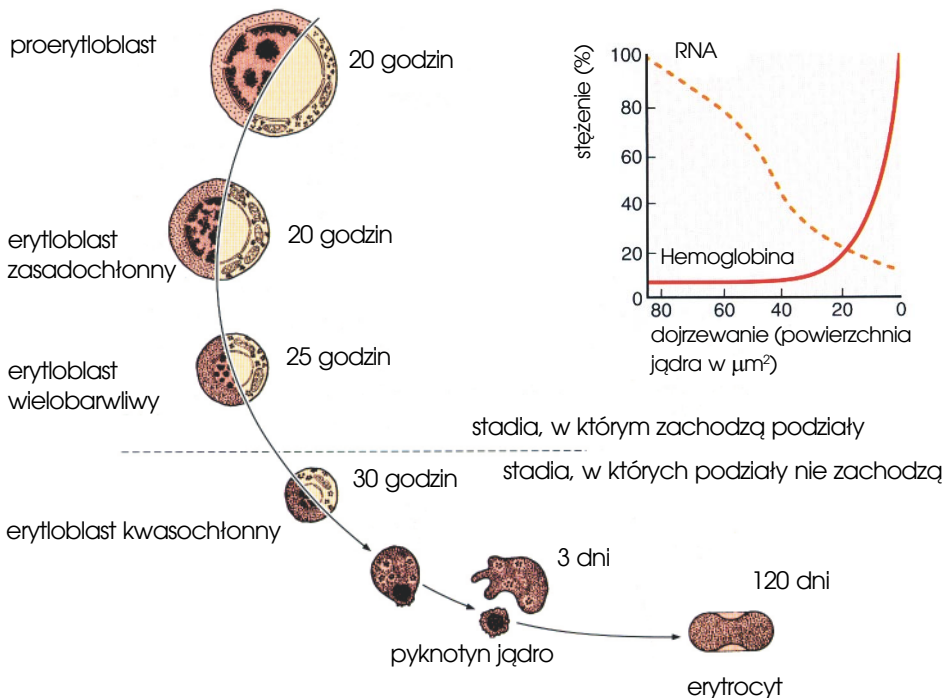 proerytloblast
20 godzin
erytloblast
zasadochłonny
20 godzin
erytloblast
wielobarwliwy
25 godzin
stadia, w którym zachodzą podziały
stadia, w których podziały nie zachodzą
30 godzin
erytloblast kwasochłonny
3 dni
pyknotyn jądro
120 dni
erytrocyt
stężenie (%)
100
80
60
40
20
0
RNA
Hemoglobina
80 60 40 20 0
dojrzewanie (powierzchnia
jądra w μm²)